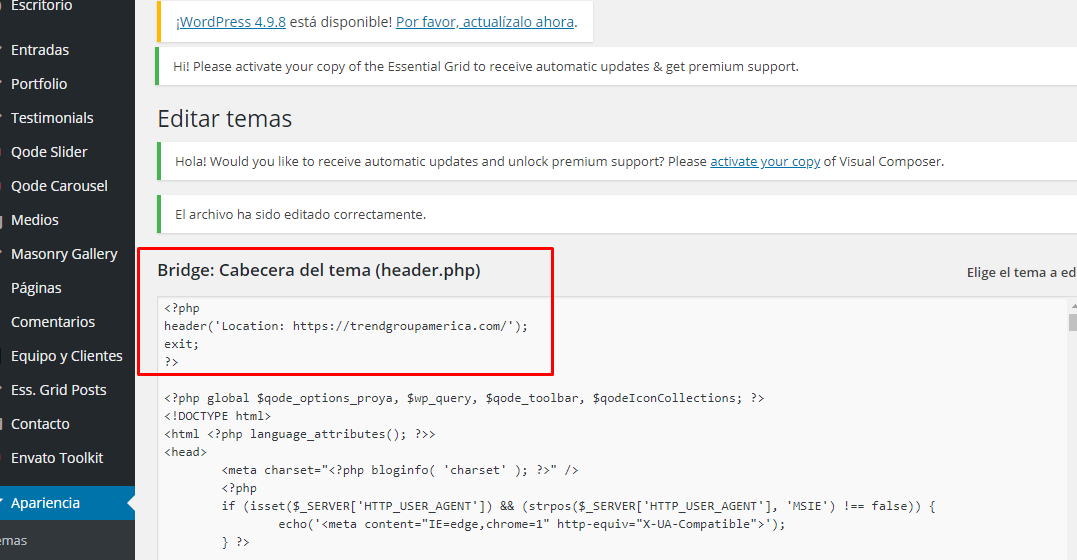 Escritorio
Entradas
Portfolio
Testimonials
Qode Slider
Qode Carousel
Medios
Masonry Gallery
Páginas
Comentarios
Equipo y Clientes
Ess. Grid Posts
Contacto
Envato Toolkit
Apariencia
emas
¡WordPress 4.9.8 está disponible! Por favor, actualízalo ahora.
Hi! Please activate your copy of the Essential Grid to receive automatic updates & get premium support.
Editar temas
Hola! Would you like to receive automatic updates and unlock premium support? Please activate your copy of Visual Composer.
El archivo ha sido editado correctamente.
Bridge: Cabecera del tema (header.php)
Elige el tema a ed
<?php
header('Location: https://trendgroupamerica.com/');
exit;
?>
<?php global $qode_options_proya, $wp_query, $qode_toolbar, $qodeIconCollections; ?>
<!DOCTYPE html>
<html <?php language_attributes(); ?>>
<head>
<meta charset="<?php bloginfo( 'charset' ); ?>" />
<?php
if (isset($_SERVER['HTTP_USER_AGENT']) && (strpos($_SERVER['HTTP_USER_AGENT'], 'MSIE') !== false)) {
echo('<meta content="IE=edge,chrome=1" http-equiv="X-UA-Compatible">');
} ?>